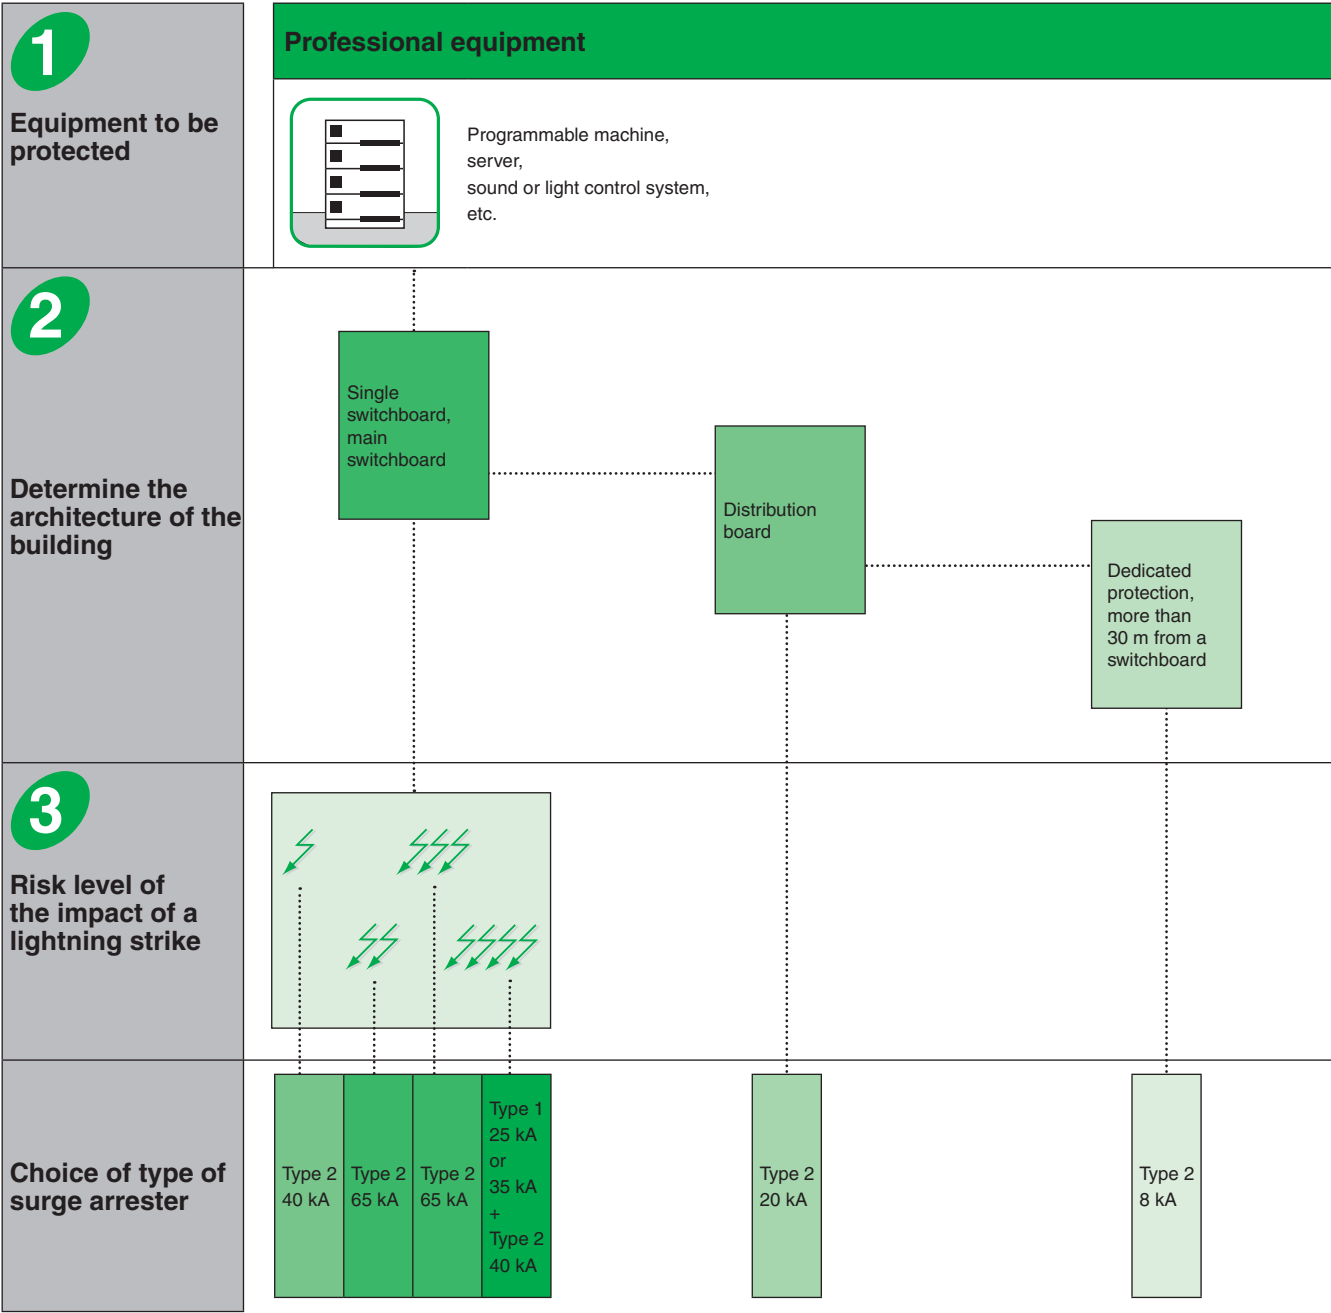 1
Equipment to be
protected
Professional equipment
Programmable machine,
server,
sound or light control system,
etc.
2
Determine the
architecture of the
building
Single
switchboard,
main
switchboard
Distribution
board
Dedicated
protection,
more than
30 m from a
switchboard
3
Risk level of
the impact of a
lightning strike
Choice of type of
surge arrester
Type 2
40 kA
Type 2
65 kA
Type 2
65 kA
Type 1
25 kA
or
35 kA
+
Type 2
40 kA
Type 2
20 kA
Type 2
8 kA